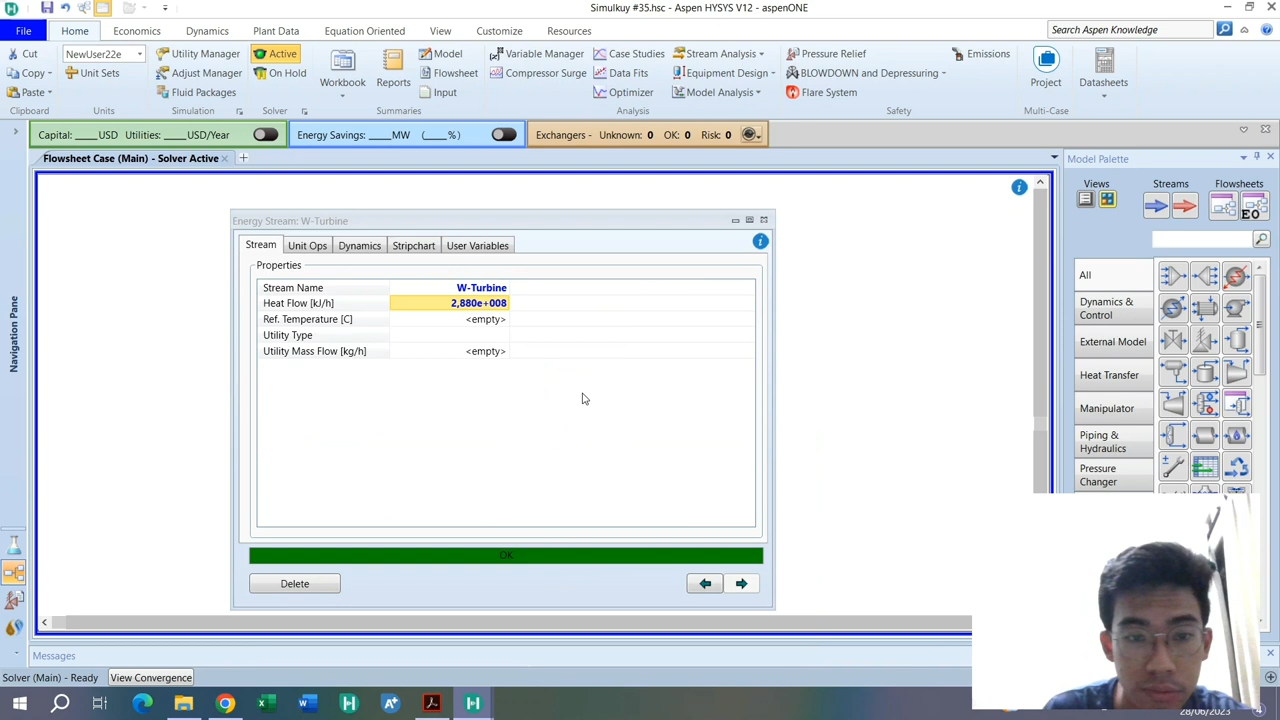 Simulkuy #35.hsc - Aspen HYSYS V12 - aspenONE
File Home Economics Dynamics Plant Data Equation Oriented View Customize Resources Search Aspen Knowledge
Cut NewUser22e Utility Manager Active Model Variable Manager Case Studies Stream Analysis Pressure Relief Emissions
Copy Unit Sets Adjust Manager On Hold Flowsheet Compressor Surge Data Fits Equipment Design BLOWDOWN and Depressuring
Workbook Reports Project Datasheets
Paste Fluid Packages Input Optimizer Model Analysis Flare System
Clipboard Units Simulation Solver Summaries Analysis Safety Multi-Case
Capital: ____USD Utilities: ____USD/Year Energy Savings: ____MW (____%) Exchangers - Unknown: 0 OK: 0 Risk: 0
Flowsheet Case (Main) - Solver Active
Model Palette
Views Streams Flowsheets
EO
Energy Stream: W-Turbine
Stream Unit Ops Dynamics Stripchart User Variables
Properties
Stream Name W-Turbine
Heat Flow [kJ/h] 2,880e+008
Ref. Temperature [C] <empty>
Utility Type
Utility Mass Flow [kg/h] <empty>
OK
Delete
All
Dynamics &
Control
External Model
Heat Transfer
Manipulator
Piping &
Hydraulics
Pressure
Changer
Navigation Pane
Messages
Solver (Main) - Ready View Convergence
28/06/2023